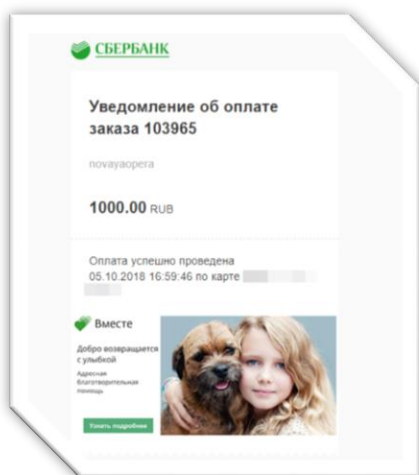 СБЕРБАНК
Уведомление об оплате
заказа 103965
novayaopera
1000.00 RUB
Оплата успешно проведена
05.10.2018 16:59:46 по карте
Вместе
Добро возвращается
с улыбкой
Адресная
благотворительная
помощь
Узнать подробнее